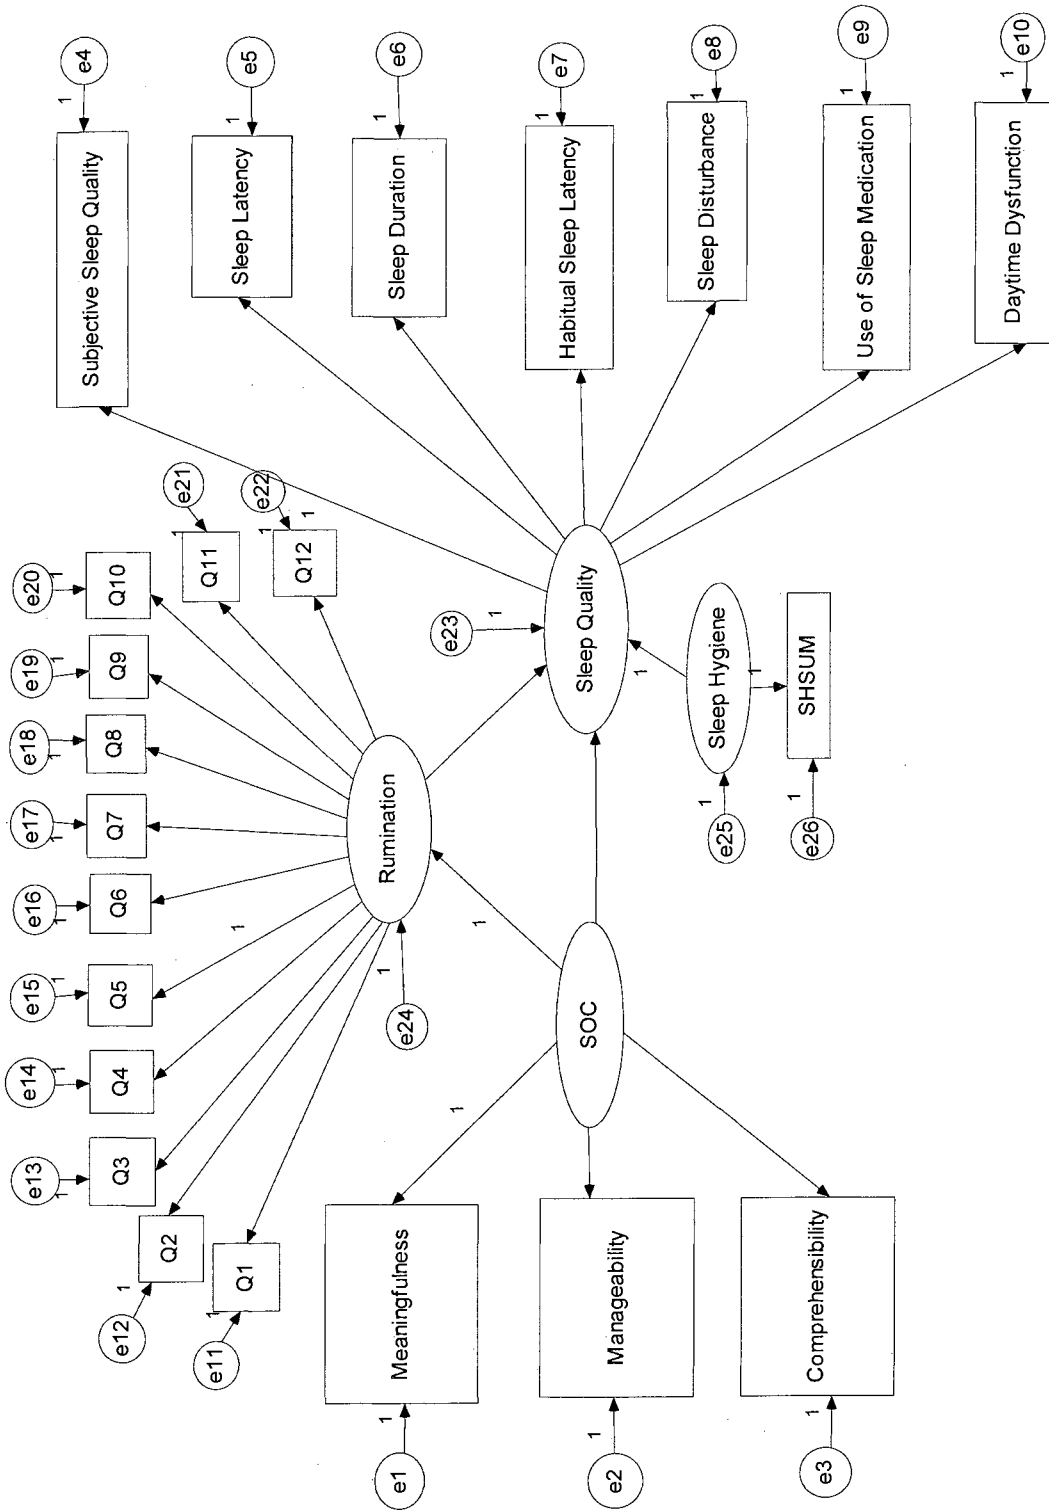 e4
1
Subjective Sleep Quality
e5
1
Sleep Latency
e6
1
Sleep Duration
e7
1
Habitual Sleep Latency
e8
1
Sleep Disturbance
e9
1
Use of Sleep Medication
e10
1
Daytime Dysfunction
e22
1
1
Q12
e21
1
Q11
e20
1
Q10
e19
1
Q9
e18
1
Q8
e17
1
Q7
e16
1
Q6
e15
1
Q5
1
e14
1
Q4
e13
1
Q3
e12
1
Q2
e11
1
Q1
Rumination
e24
1
1
e23
1
Sleep Quality
1
Sleep Hygiene
1
SHSUM
e25
1
e26
1
SOC
1
Meaningfulness
1
e1
Manageability
1
e2
Comprehensibility
1
e3